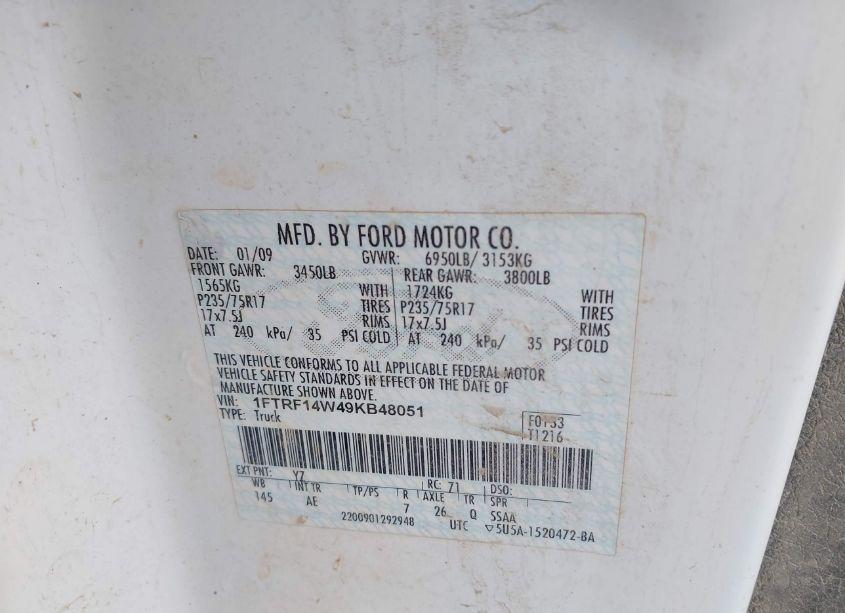 MFD. BY FORD MOTOR CO.
DATE: 01/09 GVWR: 6950LB/ 3153KG
FRONT GAWR: 3450LB REAR GAWR: 3800LB
1565KG WITH 1724KG WITH
P235/75R17 TIRES P235/75R17 TIRES
17x7.5J RIMS 17x7.5J RIMS
AT 240 kPa/ 35 PSI COLD AT 240 kPa/ 35 PSI COLD
THIS VEHICLE CONFORMS TO ALL APPLICABLE FEDERAL MOTOR
VEHICLE SAFETY STANDARDS IN EFFECT ON THE DATE OF
MANUFACTURE SHOWN ABOVE.
VIN: 1FTRF14W49KB48051
TYPE: Truck
F0133
T1216
EXT PNT: YZ RC: 71 DSO:
WB INT TR TP/PS R AXLE TR SPR
145 AE 7 26 Q SSAA
2200901292948 UTC ▽5U5A-1520472-BA